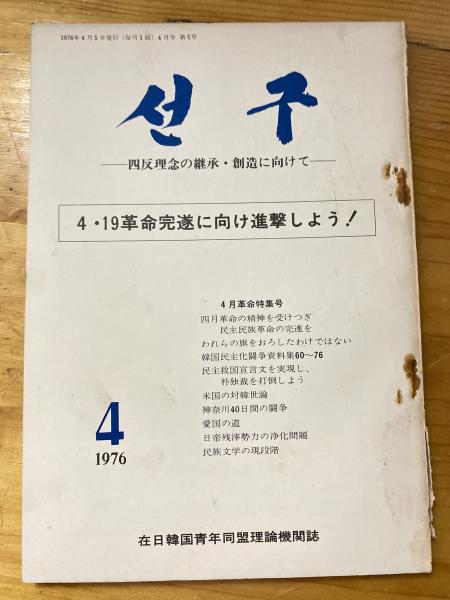 1976年4月5日発行(毎月1回)4月号 第5号
선구
──四反理念の継承・創造に向けて──
4・19革命完遂に向け進撃しよう!
4月革命特集号
四月革命の精神を受けつぎ
民主民族革命の完遂を
われらの旗をおろしたわけではない
韓国民主化闘争資料集60〜76
民主救国宣言文を実現し、
朴独裁を打倒しよう
米国の対韓世論
神奈川40日間の闘争
愛国の道
日帝残滓勢力の浄化問題
民族文学の現段階
4
1976
在日韓国青年同盟理論機関誌